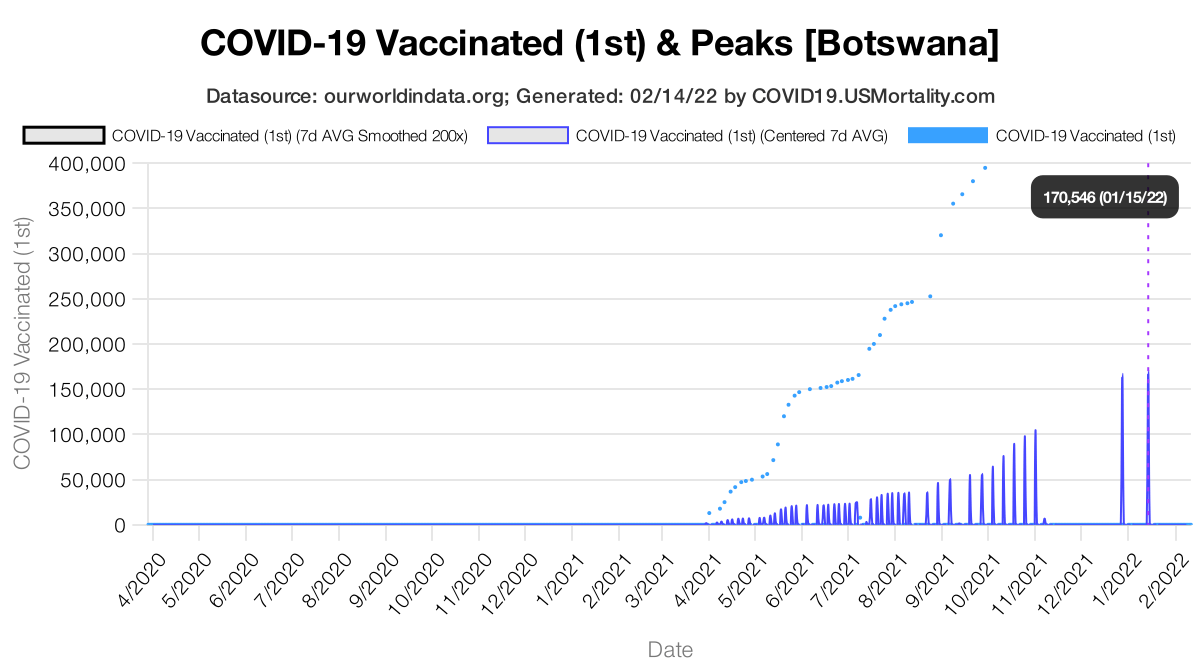 COVID-19 Vaccinated (1st) & Peaks [Botswana]
Datasource: ourworldindata.org; Generated: 02/14/22 by COVID19.USMortality.com
COVID-19 Vaccinated (1st) (7d AVG Smoothed 200x) COVID-19 Vaccinated (1st) (Centered 7d AVG) COVID-19 Vaccinated (1st)
COVID-19 Vaccinated (1st)
400,000
350,000
300,000
250,000
200,000
150,000
100,000
50,000
0
170,546 (01/15/22)
4/2020 5/2020 6/2020 7/2020 8/2020 9/2020 10/2020 11/2020 12/2020 1/2021 2/2021 3/2021 4/2021 5/2021 6/2021 7/2021 8/2021 9/2021 10/2021 11/2021 12/2021 1/2022 2/2022
Date